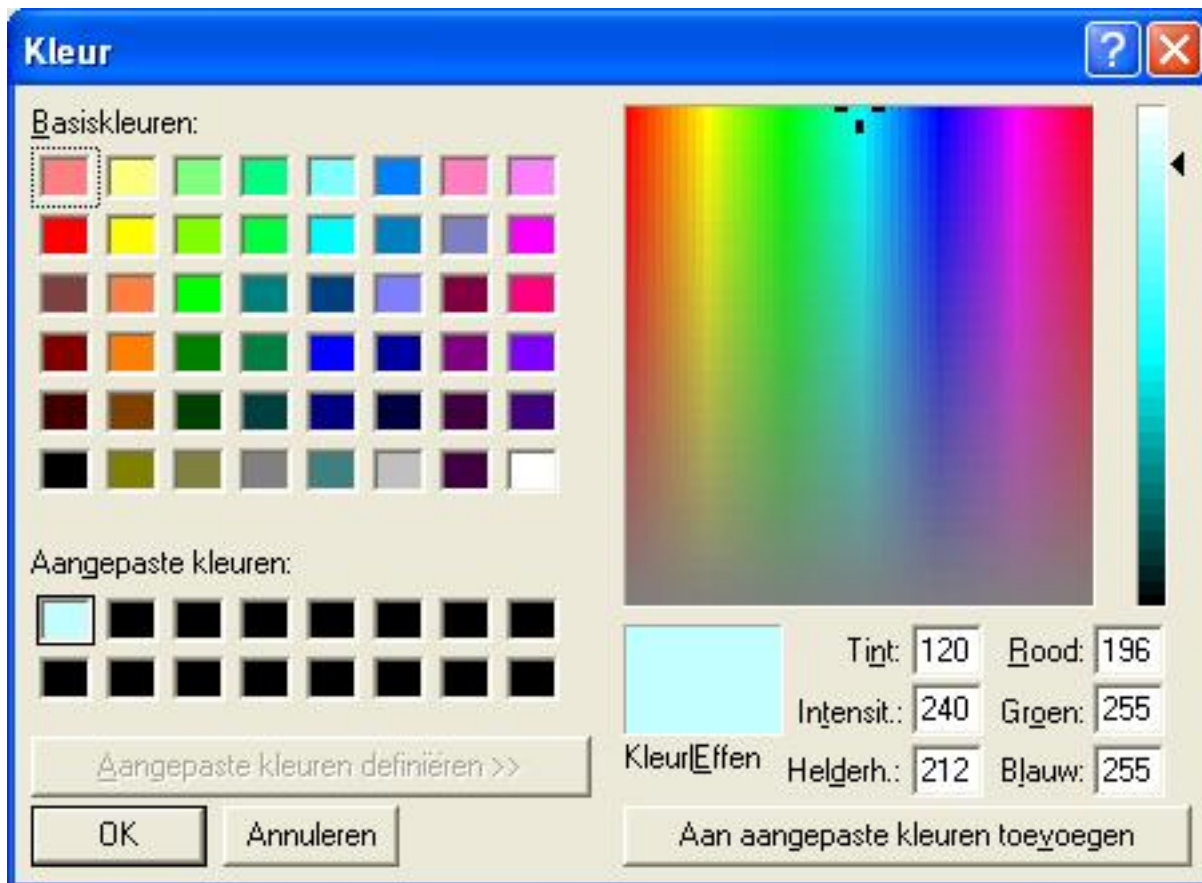 Kleur
Basiskleuren:
Aangepaste kleuren:
Aangepaste kleuren definiëren >>
OK Annuleren
Tint: 120 Rood: 196
Intensit.: 240 Groen: 255
Kleur|Effen Helderh.: 212 Blauw: 255
Aan aangepaste kleuren toevoegen